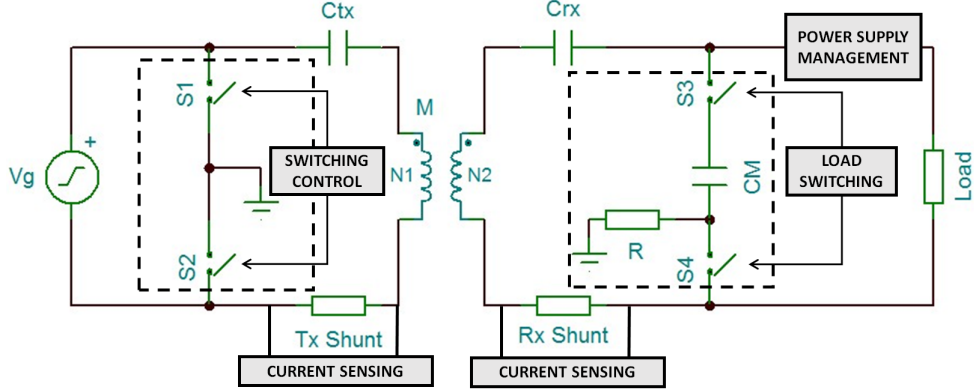 Ctx
Crx
POWER SUPPLY
MANAGEMENT
S1
S3
M
+
Vg
SWITCHING
CONTROL
N1
N2
CM
LOAD
SWITCHING
Load
R
S2
S4
Tx Shunt
Rx Shunt
CURRENT SENSING
CURRENT SENSING